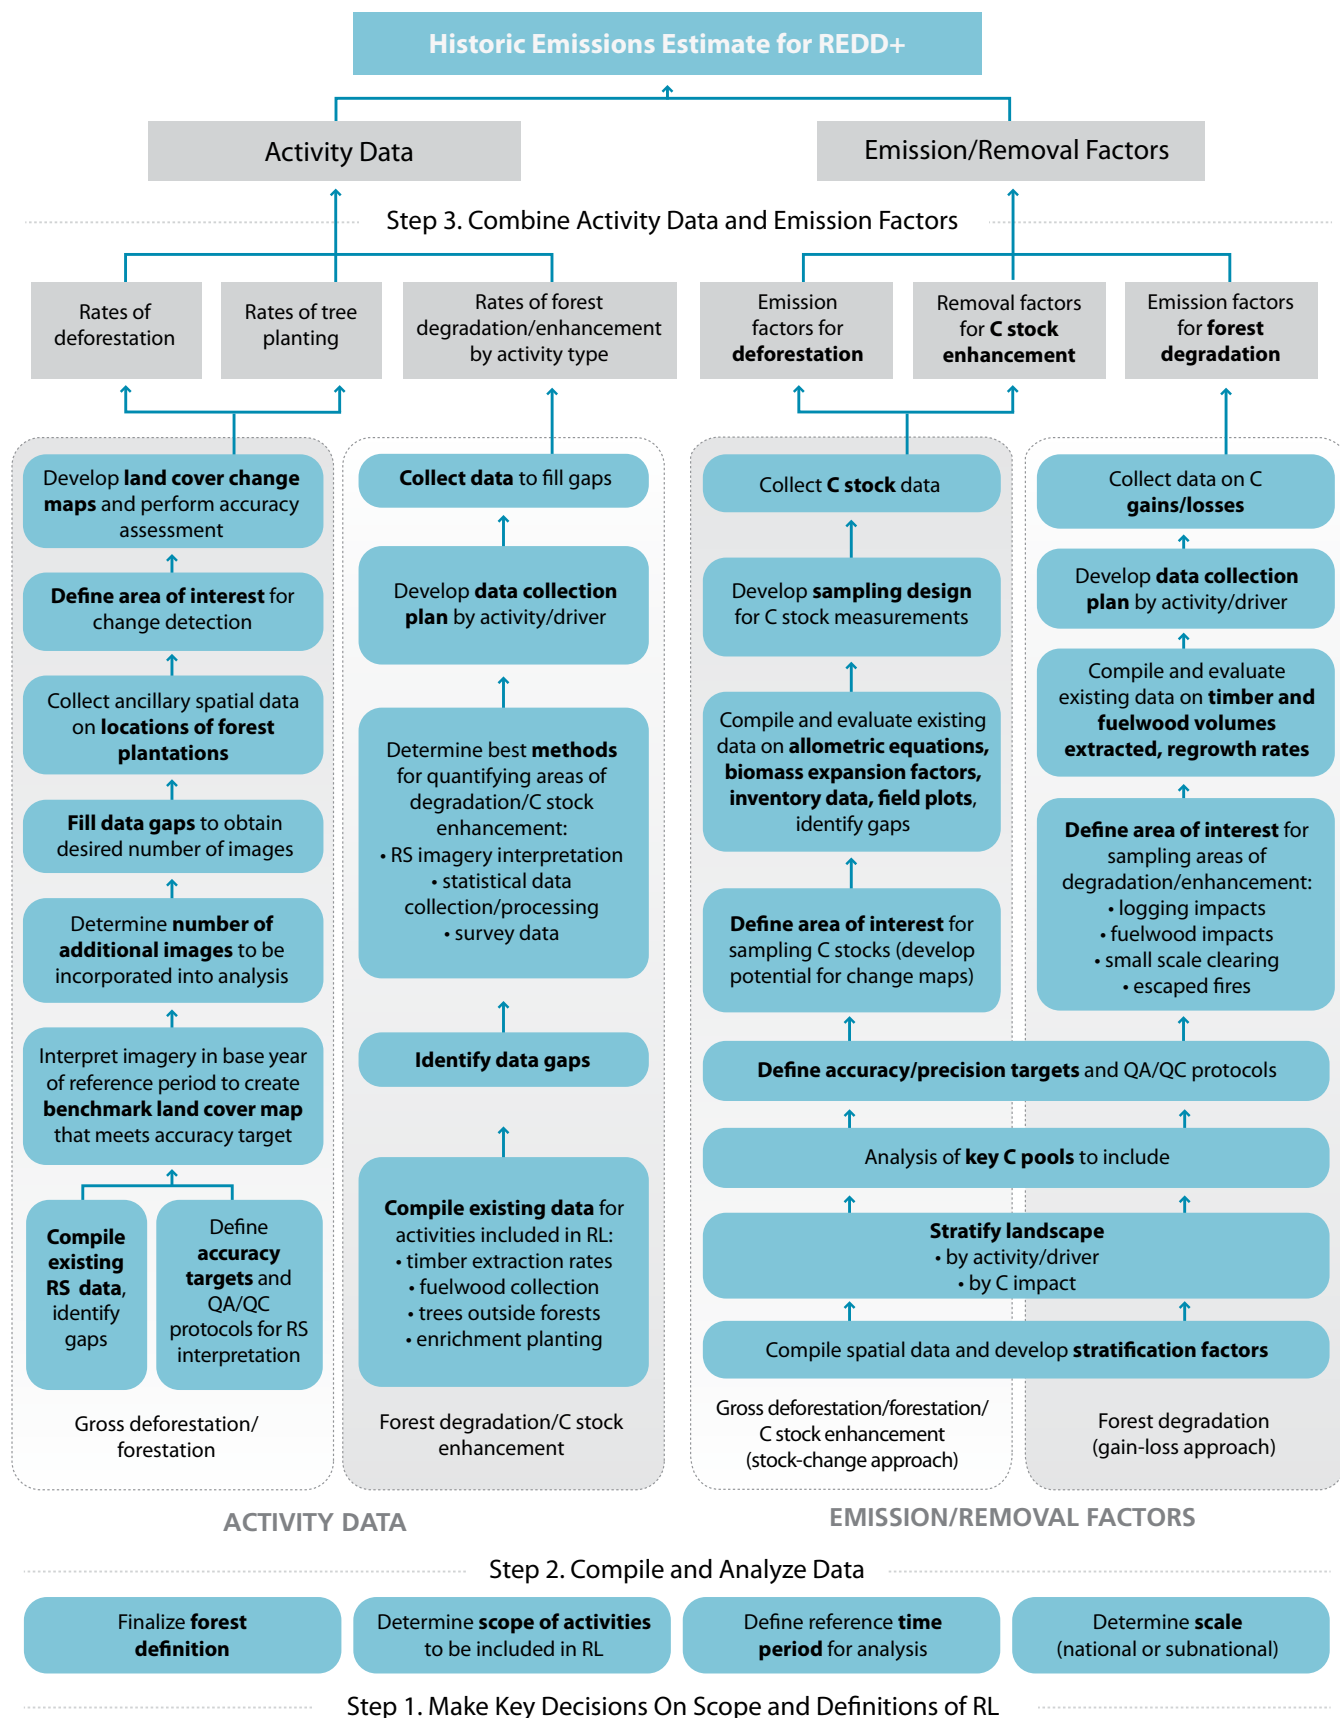 Historic Emissions Estimate for REDD+
Activity Data
Emission/Removal Factors
Step 3. Combine Activity Data and Emission Factors
Rates of
deforestation
Rates of tree
planting
Rates of forest
degradation/enhancement
by activity type
Emission
factors for
deforestation
Removal factors
for C stock
enhancement
Emission factors
for forest
degradation
Develop land cover change
maps and perform accuracy
assessment
Define area of interest for
change detection
Collect ancillary spatial data
on locations of forest
plantations
Fill data gaps to obtain
desired number of images
Determine number of
additional images to be
incorporated into analysis
Interpret imagery in base year
of reference period to create
benchmark land cover map
that meets accuracy target
Compile
existing
RS data,
identify
gaps
Define
accuracy
targets and
QA/QC
protocols for RS
interpretation
Gross deforestation/
forestation
Collect data to fill gaps
Develop data collection
plan by activity/driver
Determine best methods
for quantifying areas of
degradation/C stock
enhancement:
• RS imagery interpretation
• statistical data
collection/processing
• survey data
Identify data gaps
Compile existing data for
activities included in RL:
• timber extraction rates
• fuelwood collection
• trees outside forests
• enrichment planting
Forest degradation/C stock
enhancement
ACTIVITY DATA
Collect C stock data
Develop sampling design
for C stock measurements
Compile and evaluate existing
data on allometric equations,
biomass expansion factors,
inventory data, field plots,
identify gaps
Define area of interest for
sampling C stocks (develop
potential for change maps)
Collect data on C
gains/losses
Develop data collection
plan by activity/driver
Compile and evaluate
existing data on timber and
fuelwood volumes
extracted, regrowth rates
Define area of interest for
sampling areas of
degradation/enhancement:
• logging impacts
• fuelwood impacts
• small scale clearing
• escaped fires
Define accuracy/precision targets and QA/QC protocols
Analysis of key C pools to include
Stratify landscape
• by activity/driver
• by C impact
Compile spatial data and develop stratification factors
Gross deforestation/forestation/
C stock enhancement
(stock-change approach)
Forest degradation
(gain-loss approach)
EMISSION/REMOVAL FACTORS
Step 2. Compile and Analyze Data
Finalize forest
definition
Determine scope of activities
to be included in RL
Define reference time
period for analysis
Determine scale
(national or subnational)
Step 1. Make Key Decisions On Scope and Definitions of RL